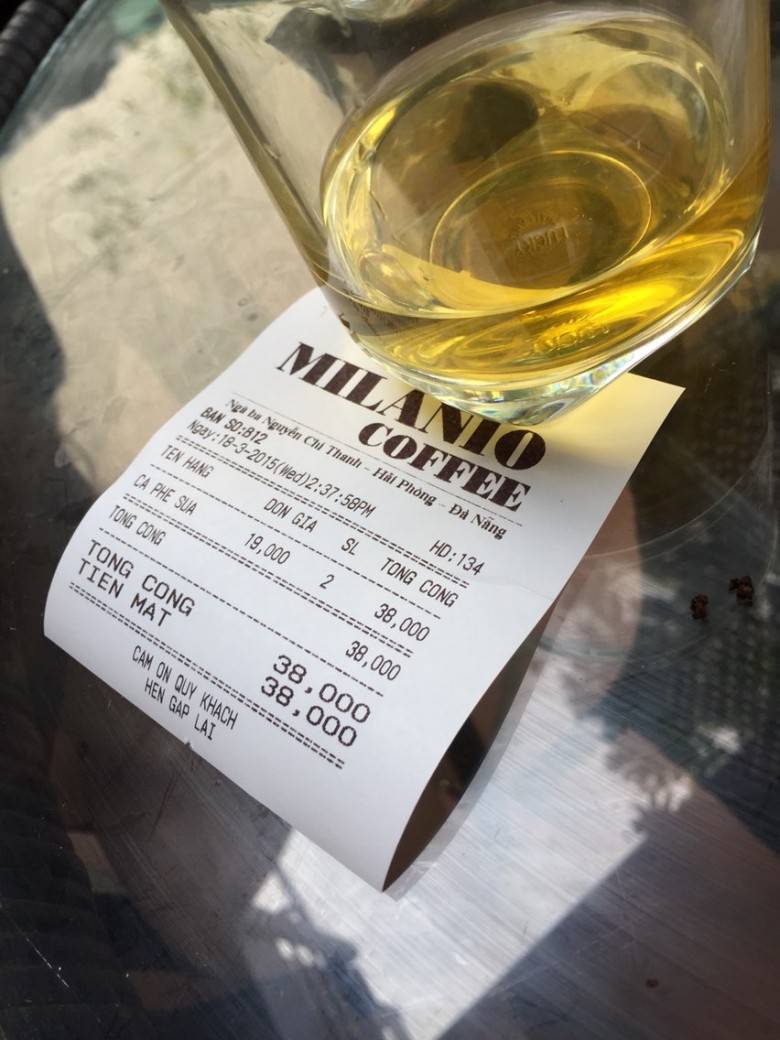 MILANIO
COFFEE
Ngã ba Nguyễn Chí Thanh - Hải Phòng - Đà Nẵng
BAN SO:B12
Ngay:18-3-2015(Wed)2:37:58PM HD:134
TEN HANG DON GIA SL TONG CONG
CA PHE SUA 19,000 2 38,000
TONG CONG 38,000
TONG CONG 38,000
TIEN MAT 38,000
CAM ON QUY KHACH
HEN GAP LAI
LUCKY